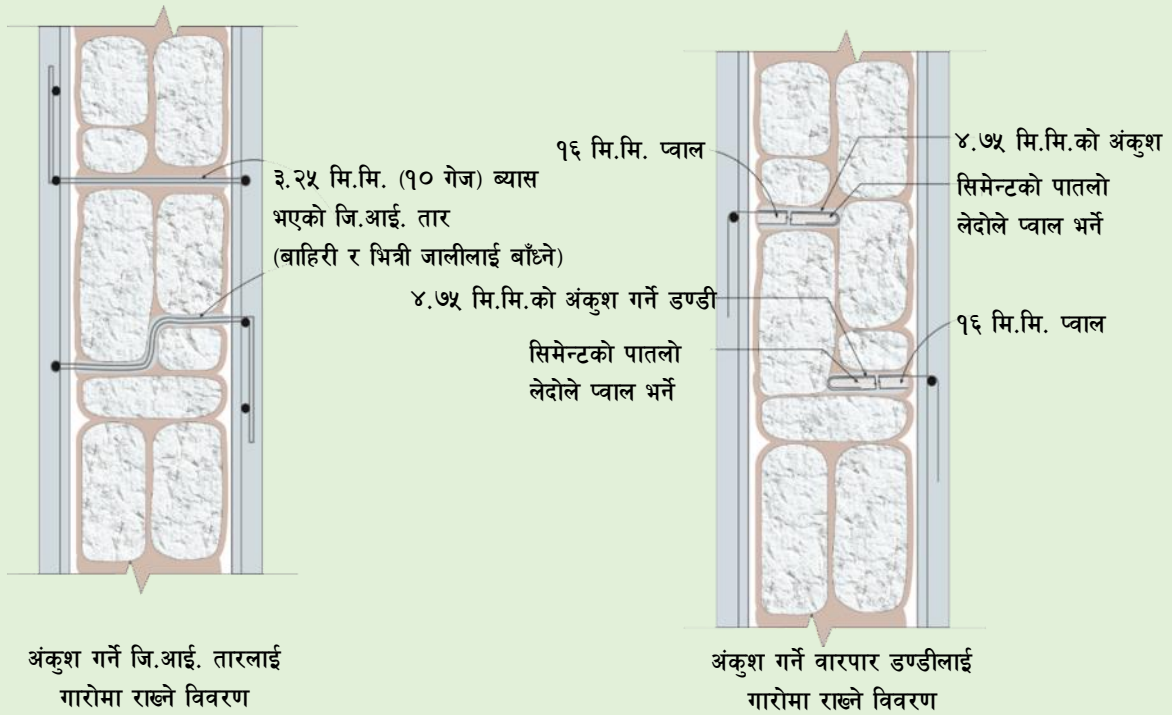 ३.२५ मि.मि. (१० गेज) ब्यास
भएको जि.आई. तार
(बाहिरी र भित्री जालीलाई बाँध्ने)
४.७५ मि.मि.को अंकुश गर्ने डण्डी
सिमेन्टको पातलो
लेदोले प्वाल भर्ने
१६ मि.मि. प्वाल
४.७५ मि.मि.को अंकुश
सिमेन्टको पातलो
लेदोले प्वाल भर्ने
१६ मि.मि. प्वाल
अंकुश गर्ने जि.आई. तारलाई
गारोमा राख्ने विवरण
अंकुश गर्ने वारपार डण्डीलाई
गारोमा राख्ने विवरण